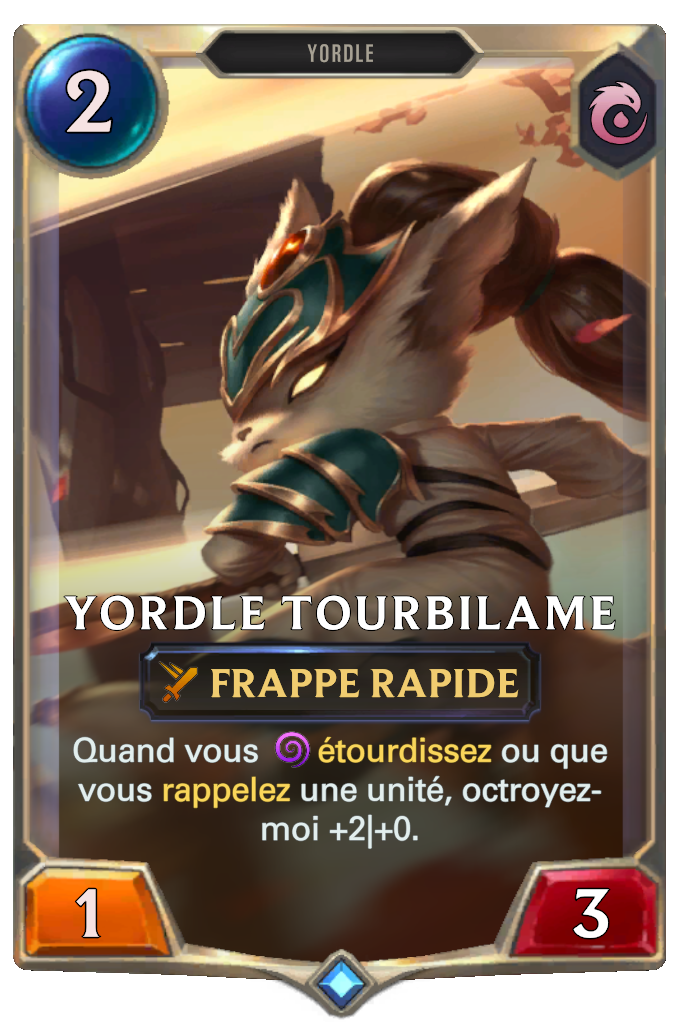 YORDLE
2
YORDLE TOURBILAME
FRAPPE RAPIDE
Quand vous étourdissez ou que
vous rappelez une unité, octroyez-
moi +2|+0.
1
3